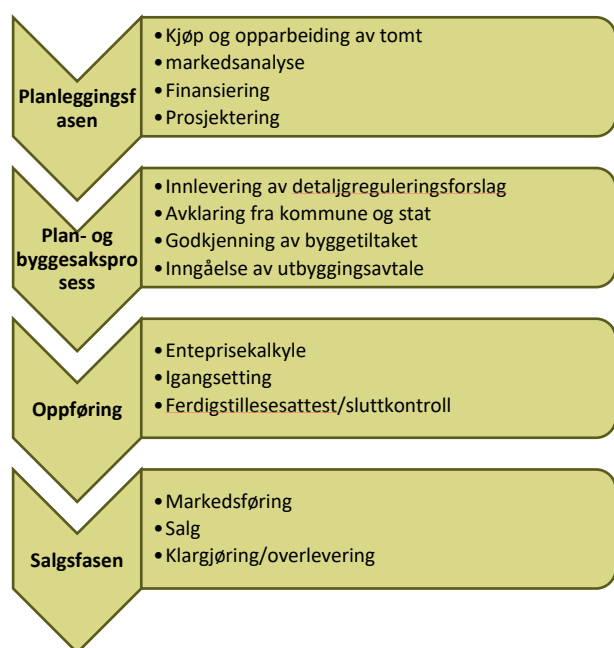 Planleggingsf
asen
•Kjøp og opparbeiding av tomt
•markedsanalyse
•Finansiering
•Prosjektering
Plan- og
byggesakspro
sess
•Innlevering av detaljgreguleringsforslag
•Avklaring fra kommune og stat
•Godkjenning av byggetiltaket
•Inngåelse av utbyggingsavtale
Oppføring
•Enteprisekalkyle
•Igangsetting
•Ferdigstillesesattest/sluttkontroll
Salgsfasen
•Markedsføring
•Salg
•Klargjøring/overlevering